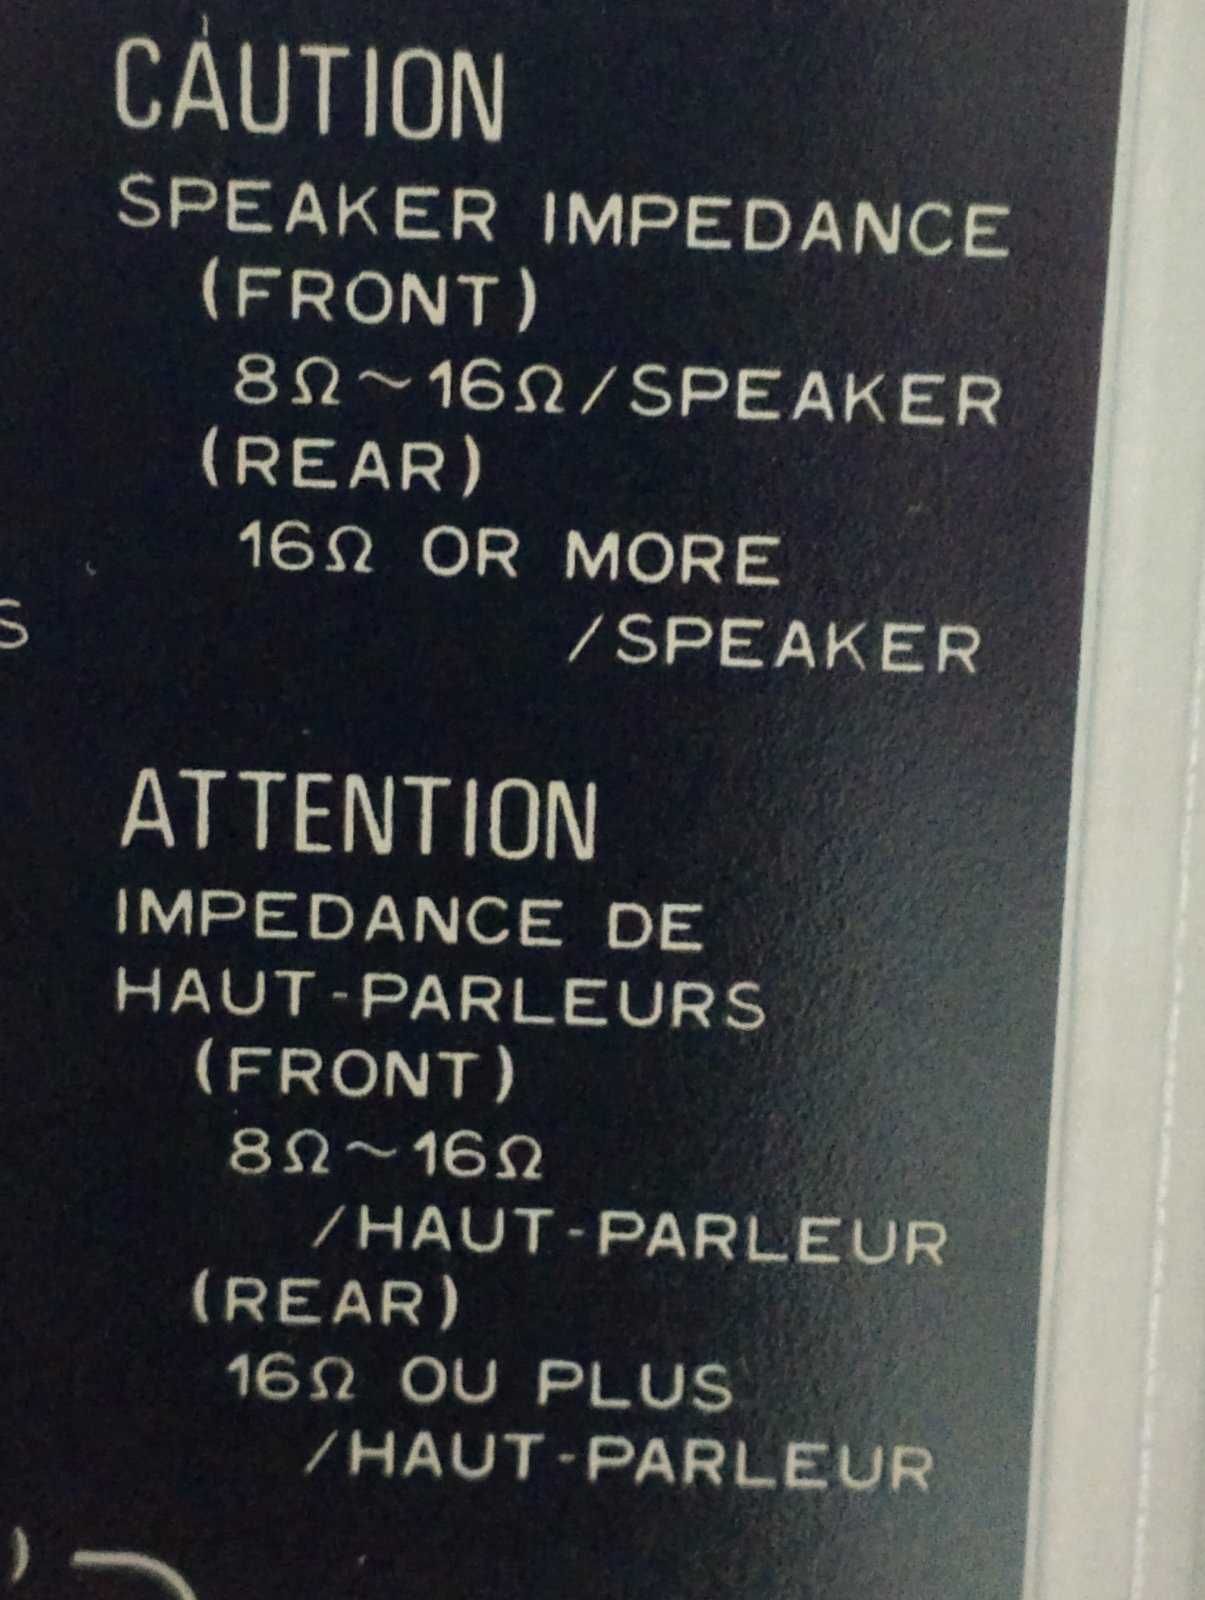 CAUTION
SPEAKER IMPEDANCE
(FRONT)
8Ω~16Ω/SPEAKER
(REAR)
16Ω OR MORE
/SPEAKER
S
ATTENTION
IMPEDANCE DE
HAUT-PARLEURS
(FRONT)
8Ω~16Ω
/HAUT-PARLEUR
(REAR)
16Ω OU PLUS
/HAUT-PARLEUR
)